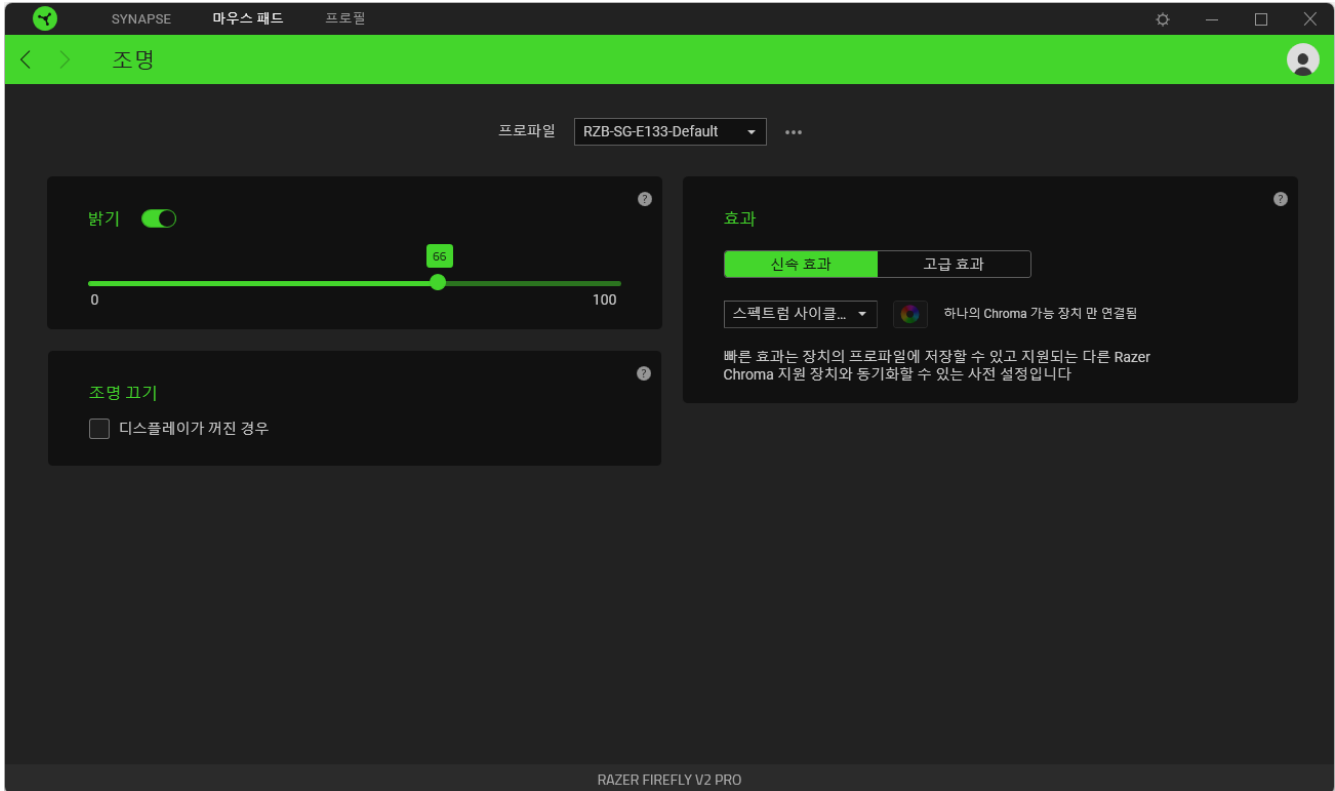 SYNAPSE 마우스 패드 프로필
조명
프로파일 RZB-SG-E133-Default
밝기
66
0 100
조명 끄기
디스플레이가 꺼진 경우
효과
신속 효과 고급 효과
스펙트럼 사이클... 하나의 Chroma 가능 장치 만 연결됨
빠른 효과는 장치의 프로파일에 저장할 수 있고 지원되는 다른 Razer
Chroma 지원 장치와 동기화할 수 있는 사전 설정입니다
RAZER FIREFLY V2 PRO